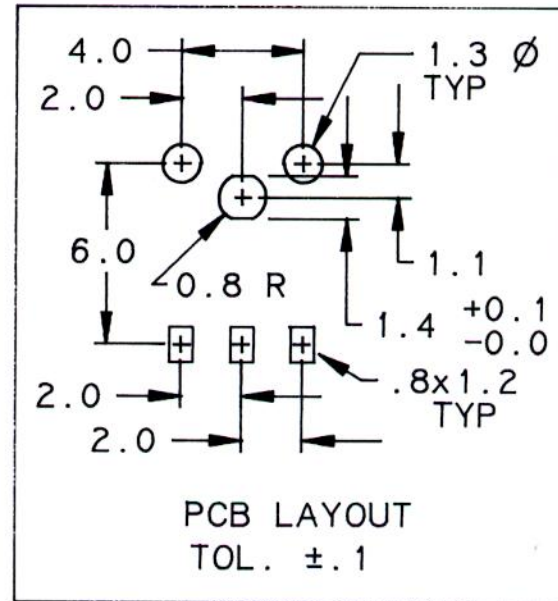 4.0
1.3 Ø
TYP
2.0
6.0
0.8 R
1.1
1.4 +0.1
-0.0
.8x1.2
TYP
2.0
2.0
PCB LAYOUT
TOL. ±.1